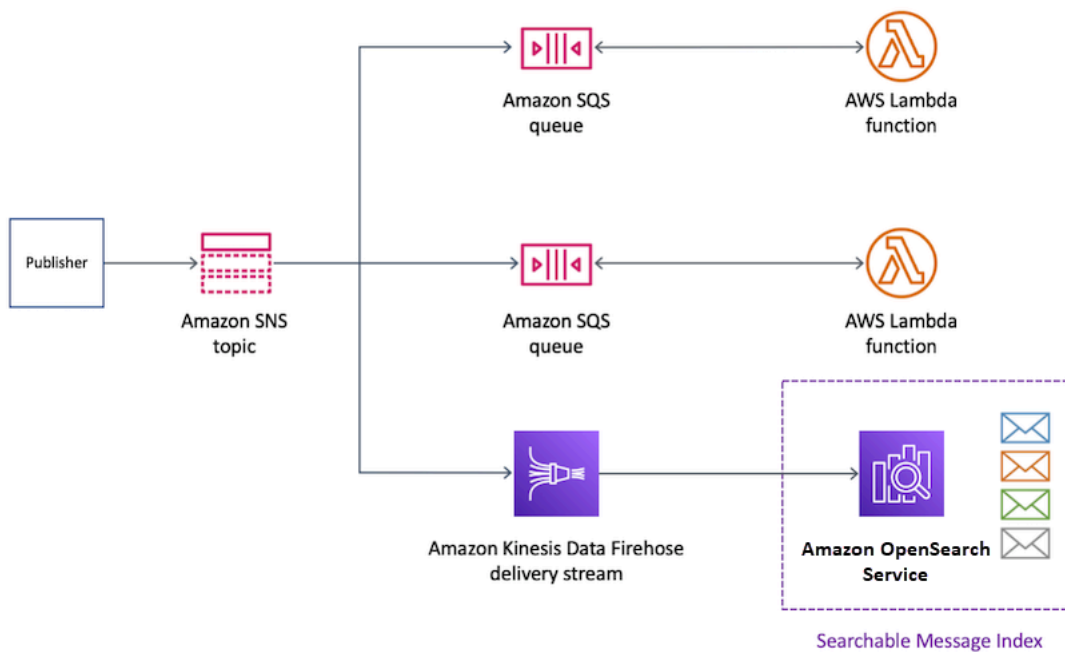 Amazon SQS
queue
AWS Lambda
function
Publisher
Amazon SNS
topic
Amazon SQS
queue
AWS Lambda
function
Amazon Kinesis Data Firehose
delivery stream
Amazon OpenSearch
Service
Searchable Message Index